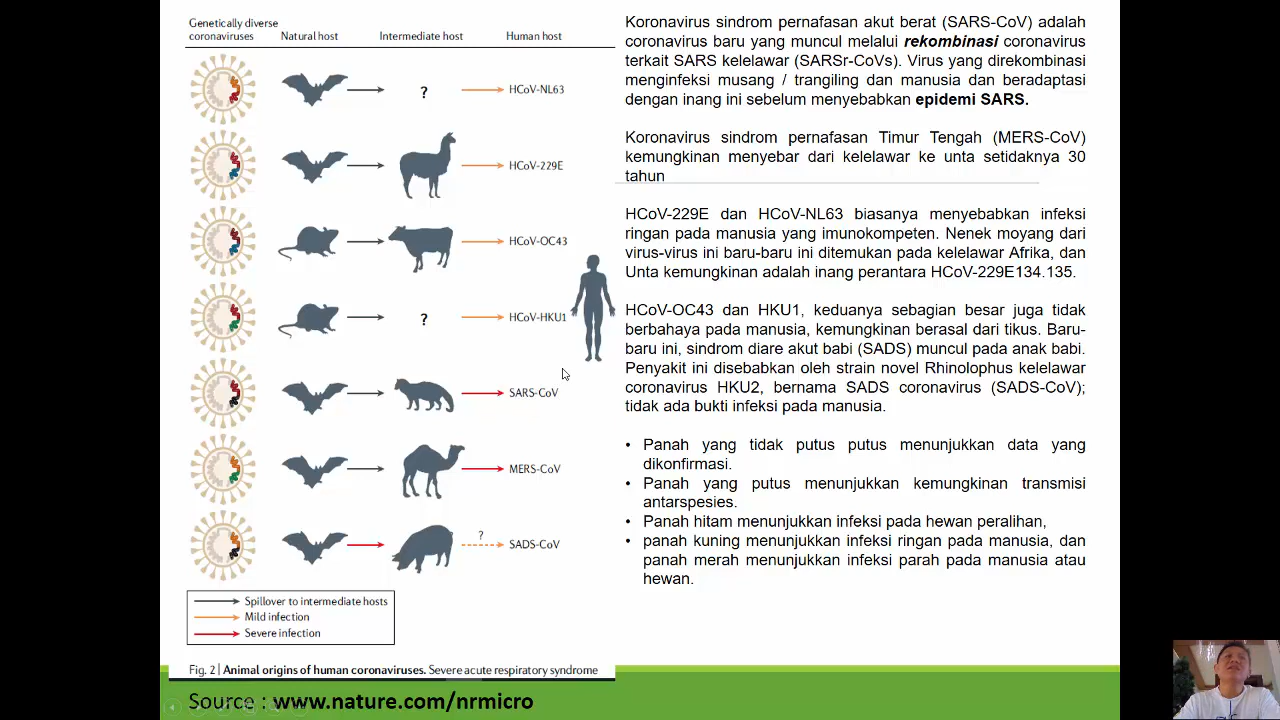 Genetically diverse
coronaviruses
Natural host
Intermediate host
Human host
?
HCoV-NL63
HCoV-229E
HCoV-OC43
?
HCoV-HKU1
SARS-CoV
MERS-CoV
?
SADS-CoV
Spillover to intermediate hosts
Mild infection
Severe infection
Fig. 2 | Animal origins of human coronaviruses. Severe acute respiratory syndrome
Source : www.nature.com/nrmicro
Koronavirus sindrom pernafasan akut berat (SARS-CoV) adalah
coronavirus baru yang muncul melalui rekombinasi coronavirus
terkait SARS kelelawar (SARSr-CoVs). Virus yang direkombinasi
menginfeksi musang / trangiling dan manusia dan beradaptasi
dengan inang ini sebelum menyebabkan epidemi SARS.
Koronavirus sindrom pernafasan Timur Tengah (MERS-CoV)
kemungkinan menyebar dari kelelawar ke unta setidaknya 30
tahun
HCoV-229E dan HCoV-NL63 biasanya menyebabkan infeksi
ringan pada manusia yang imunokompeten. Nenek moyang dari
virus-virus ini baru-baru ini ditemukan pada kelelawar Afrika, dan
Unta kemungkinan adalah inang perantara HCoV-229E134.135.
HCoV-OC43 dan HKU1, keduanya sebagian besar juga tidak
berbahaya pada manusia, kemungkinan berasal dari tikus. Baru-
baru ini, sindrom diare akut babi (SADS) muncul pada anak babi.
Penyakit ini disebabkan oleh strain novel Rhinolophus kelelawar
coronavirus HKU2, bernama SADS coronavirus (SADS-CoV);
tidak ada bukti infeksi pada manusia.
• Panah yang tidak putus putus menunjukkan data yang
dikonfirmasi.
• Panah yang putus menunjukkan kemungkinan transmisi
antarspesies.
• Panah hitam menunjukkan infeksi pada hewan peralihan,
• panah kuning menunjukkan infeksi ringan pada manusia, dan
panah merah menunjukkan infeksi parah pada manusia atau
hewan.